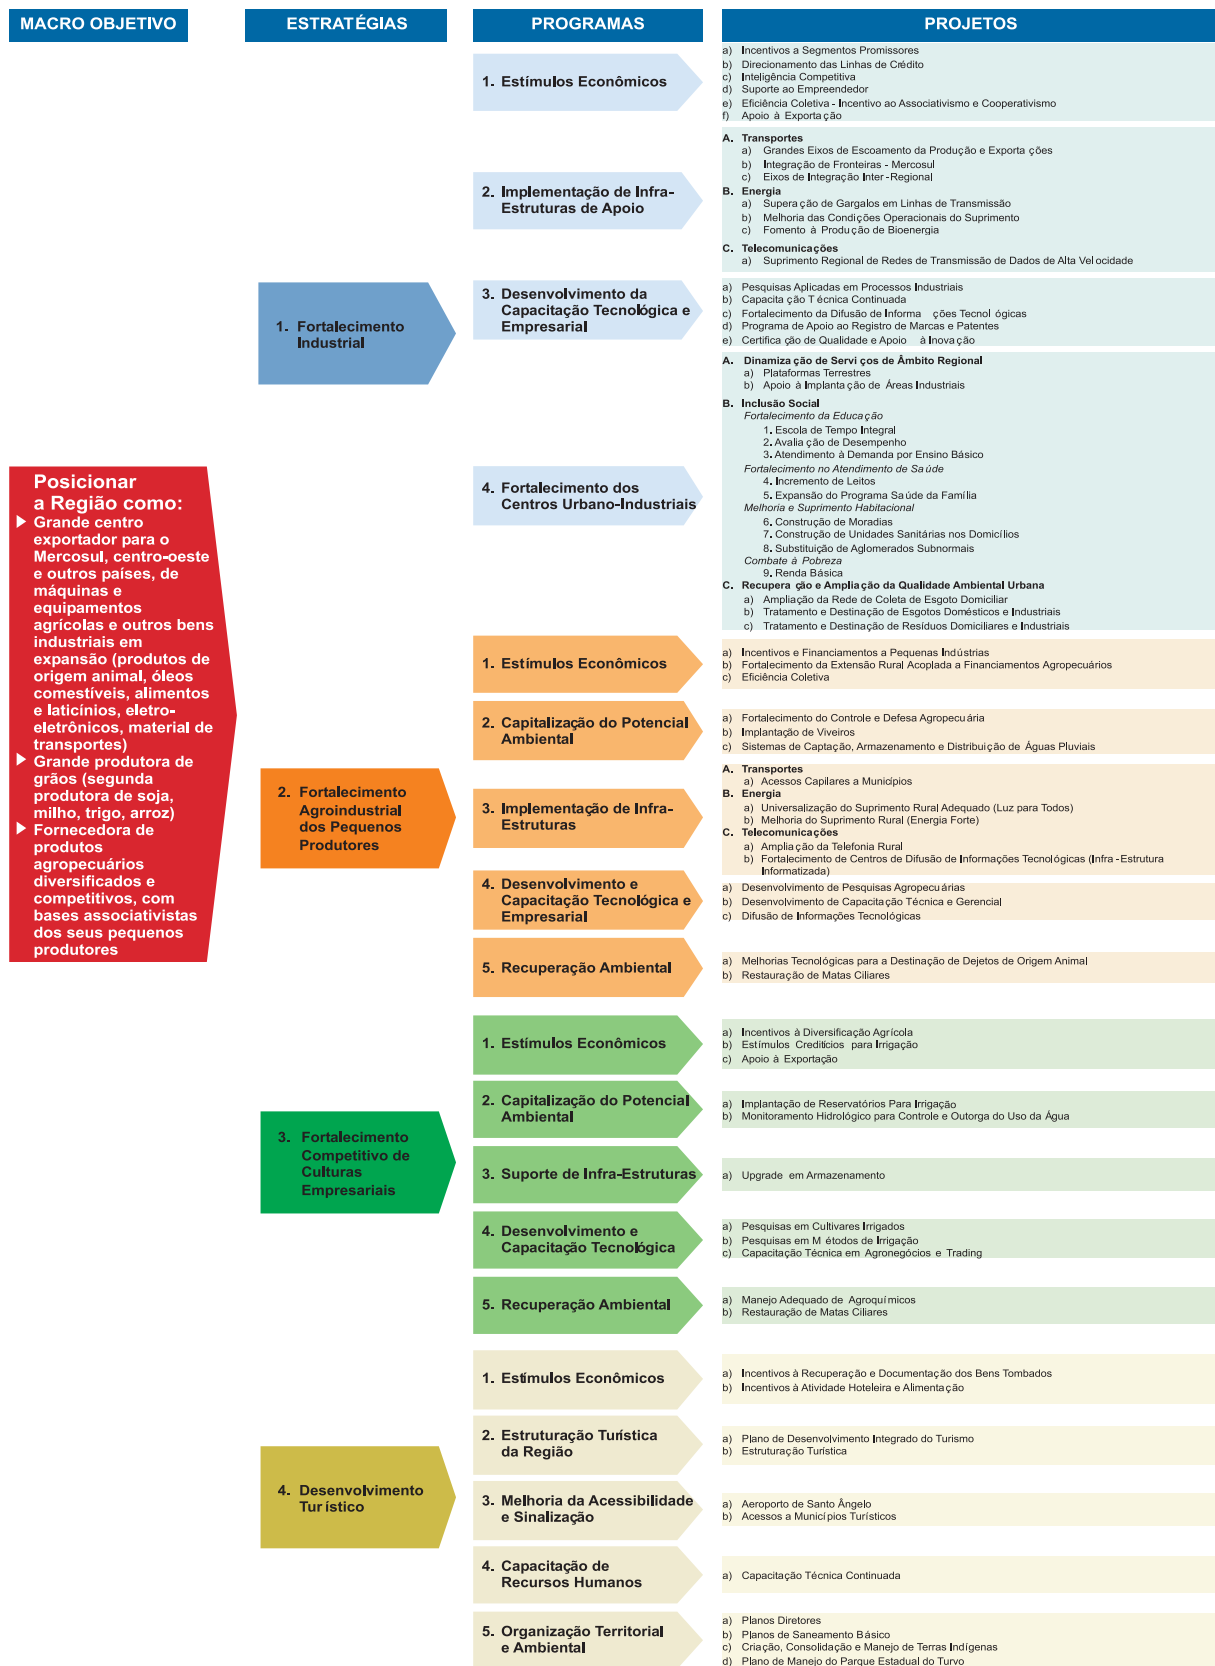 MACRO OBJETIVO
ESTRATÉGIAS
PROGRAMAS
PROJETOS
Posicionar
a Região como:
Grande centro
exportador para o
Mercosul, centro-oeste
e outros países, de
máquinas e
equipamentos
agrícolas e outros bens
industriais em
expansão (produtos de
origem animal, óleos
comestíveis, alimentos
e laticínios, eletro-
eletrônicos, material de
transportes)
Grande produtora de
grãos (segunda
produtora de soja,
milho, trigo, arroz)
Fornecedora de
produtos
agropecuários
diversificados e
competitivos, com
bases associativistas
dos seus pequenos
produtores
1. Fortalecimento
Industrial
1. Estímulos Econômicos
a) Incentivos a Segmentos Promissores
b) Direcionamento das Linhas de Crédito
c) Inteligência Competitiva
d) Suporte ao Empreendedor
e) Eficiência Coletiva - Incentivo ao Associativismo e Cooperativismo
f) Apoio à Exportação
2. Implementação de Infra-
Estruturas de Apoio
A. Transportes
a) Grandes Eixos de Escoamento da Produção e Exportações
b) Integração de Fronteiras - Mercosul
c) Eixos de Integração Inter-Regional
B. Energia
a) Superação de Gargalos em Linhas de Transmissão
b) Melhoria das Condições Operacionais do Suprimento
c) Fomento à Produção de Bioenergia
C. Telecomunicações
a) Suprimento Regional de Redes de Transmissão de Dados de Alta Velocidade
3. Desenvolvimento da
Capacitação Tecnológica e
Empresarial
a) Pesquisas Aplicadas em Processos Industriais
b) Capacitação Técnica Continuada
c) Fortalecimento da Difusão de Informações Tecnológicas
d) Programa de Apoio ao Registro de Marcas e Patentes
e) Certificação de Qualidade e Apoio à Inovação
4. Fortalecimento dos
Centros Urbano-Industriais
A. Dinamização de Serviços de Âmbito Regional
a) Plataformas Terrestres
b) Apoio à Implantação de Áreas Industriais
B. Inclusão Social
Fortalecimento da Educação
1. Escola de Tempo Integral
2. Avaliação de Desempenho
3. Atendimento à Demanda por Ensino Básico
Fortalecimento no Atendimento de Saúde
4. Incremento de Leitos
5. Expansão do Programa Saúde da Família
Melhoria e Suprimento Habitacional
6. Construção de Moradias
7. Construção de Unidades Sanitárias nos Domicílios
8. Substituição de Aglomerados Subnormais
Combate à Pobreza
9. Renda Básica
C. Recuperação e Ampliação da Qualidade Ambiental Urbana
a) Ampliação da Rede de Coleta de Esgoto Domiciliar
b) Tratamento e Destinação de Esgotos Domésticos e Industriais
c) Tratamento e Destinação de Resíduos Domiciliares e Industriais
2. Fortalecimento
Agroindustrial
dos Pequenos
Produtores
1. Estímulos Econômicos
a) Incentivos e Financiamentos a Pequenas Indústrias
b) Fortalecimento da Extensão Rural Acoplada a Financiamentos Agropecuários
c) Eficiência Coletiva
2. Capitalização do Potencial
Ambiental
a) Fortalecimento do Controle e Defesa Agropecuária
b) Implantação de Viveiros
c) Sistemas de Captação, Armazenamento e Distribuição de Águas Pluviais
3. Implementação de Infra-
Estruturas
A. Transportes
a) Acessos Capilares a Municípios
B. Energia
a) Universalização do Suprimento Rural Adequado (Luz para Todos)
b) Melhoria do Suprimento Rural (Energia Forte)
C. Telecomunicações
a) Ampliação da Telefonia Rural
b) Fortalecimento de Centros de Difusão de Informações Tecnológicas (Infra-Estrutura
Informatizada)
4. Desenvolvimento e
Capacitação Tecnológica e
Empresarial
a) Desenvolvimento de Pesquisas Agropecuárias
b) Desenvolvimento de Capacitação Técnica e Gerencial
c) Difusão de Informações Tecnológicas
5. Recuperação Ambiental
a) Melhorias Tecnológicas para a Destinação de Dejetos de Origem Animal
b) Restauração de Matas Ciliares
3. Fortalecimento
Competitivo de
Culturas
Empresariais
1. Estímulos Econômicos
a) Incentivos à Diversificação Agrícola
b) Estímulos Creditícios para Irrigação
c) Apoio à Exportação
2. Capitalização do Potencial
Ambiental
a) Implantação de Reservatórios Para Irrigação
b) Monitoramento Hidrológico para Controle e Outorga do Uso da Água
3. Suporte de Infra-Estruturas
a) Upgrade em Armazenamento
4. Desenvolvimento e
Capacitação Tecnológica
a) Pesquisas em Cultivares Irrigados
b) Pesquisas em Métodos de Irrigação
c) Capacitação Técnica em Agronegócios e Trading
5. Recuperação Ambiental
a) Manejo Adequado de Agroquímicos
b) Restauração de Matas Ciliares
4. Desenvolvimento
Turístico
1. Estímulos Econômicos
a) Incentivos à Recuperação e Documentação dos Bens Tombados
b) Incentivos à Atividade Hoteleira e Alimentação
2. Estruturação Turística
da Região
a) Plano de Desenvolvimento Integrado do Turismo
b) Estruturação Turística
3. Melhoria da Acessibilidade
e Sinalização
a) Aeroporto de Santo Ângelo
b) Acessos a Municípios Turísticos
4. Capacitação de
Recursos Humanos
a) Capacitação Técnica Continuada
5. Organização Territorial
e Ambiental
a) Planos Diretores
b) Planos de Saneamento Básico
c) Criação, Consolidação e Manejo de Terras Indígenas
d) Plano de Manejo do Parque Estadual do Turvo